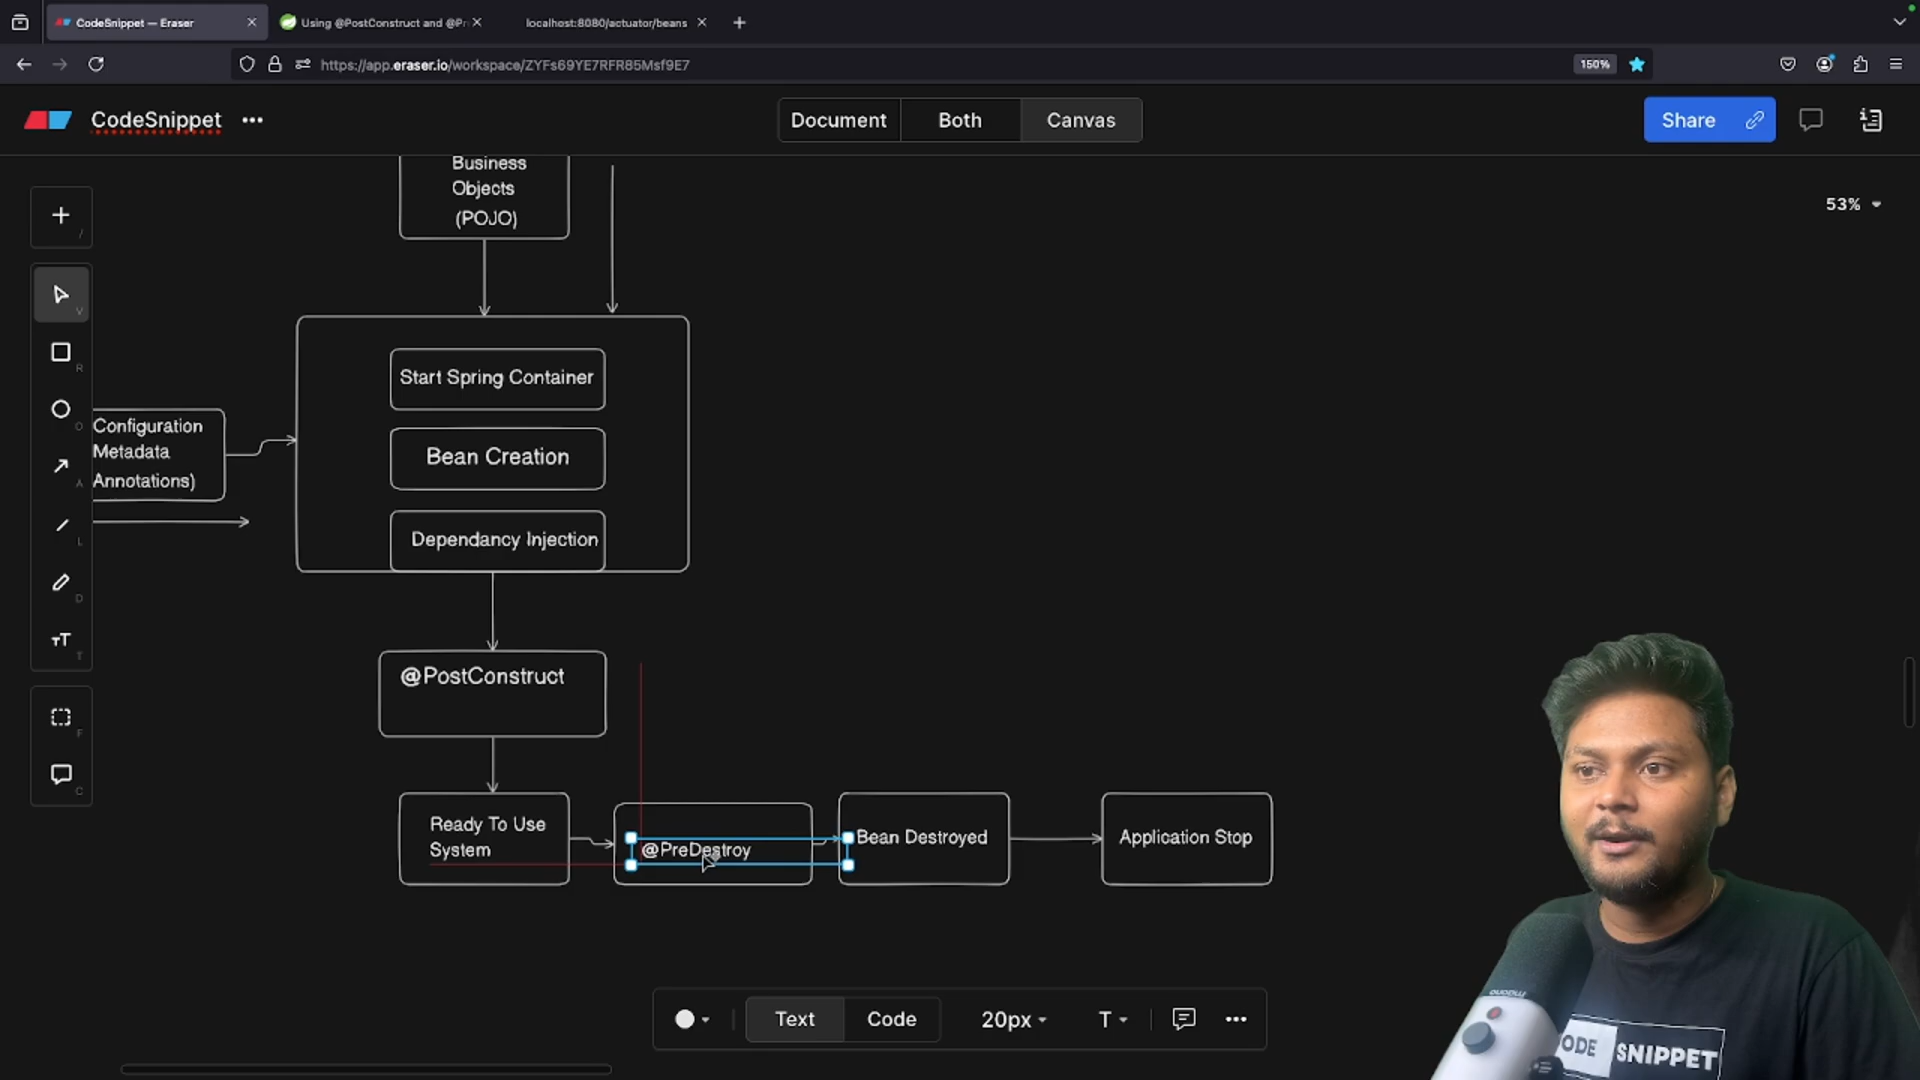 CodeSnippet — Eraser
Using @PostConstruct and @Pr
localhost:8080/actuator/beans
https://app.eraser.io/workspace/ZYFs69YE7RFR85Msf9E7
150%
CodeSnippet
Document
Both
Canvas
Share
53%
Business
Objects
(POJO)
Start Spring Container
Bean Creation
Dependancy Injection
Configuration
Metadata
Annotations)
@PostConstruct
Ready To Use
System
@PreDestroy
Bean Destroyed
Application Stop
/
V
R
O
A
L
D
T
F
C
Text
Code
20px
T
maono
ODE
SNIPPET